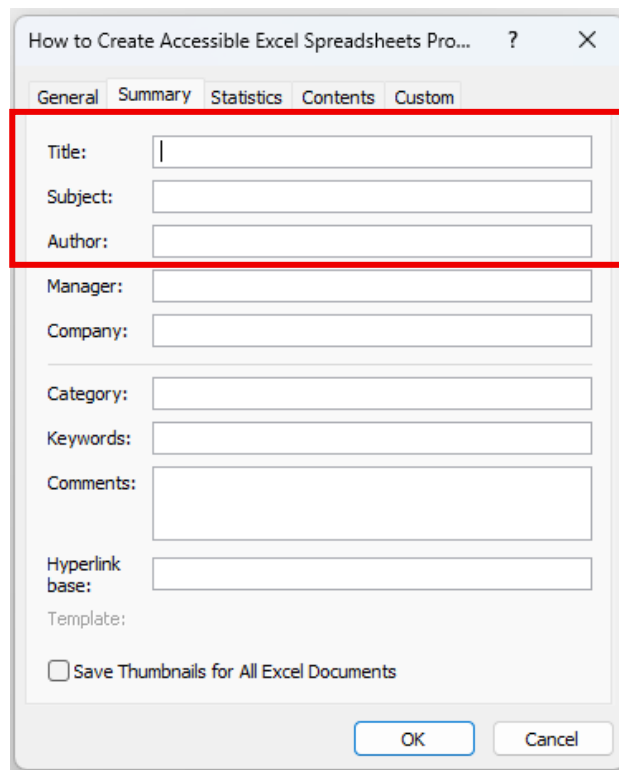 How to Create Accessible Excel Spreadsheets Pro... ? ×
General Summary Statistics Contents Custom
Title:
Subject:
Author:
Manager:
Company:
Category:
Keywords:
Comments:
Hyperlink
base:
Template:
Save Thumbnails for All Excel Documents
OK Cancel